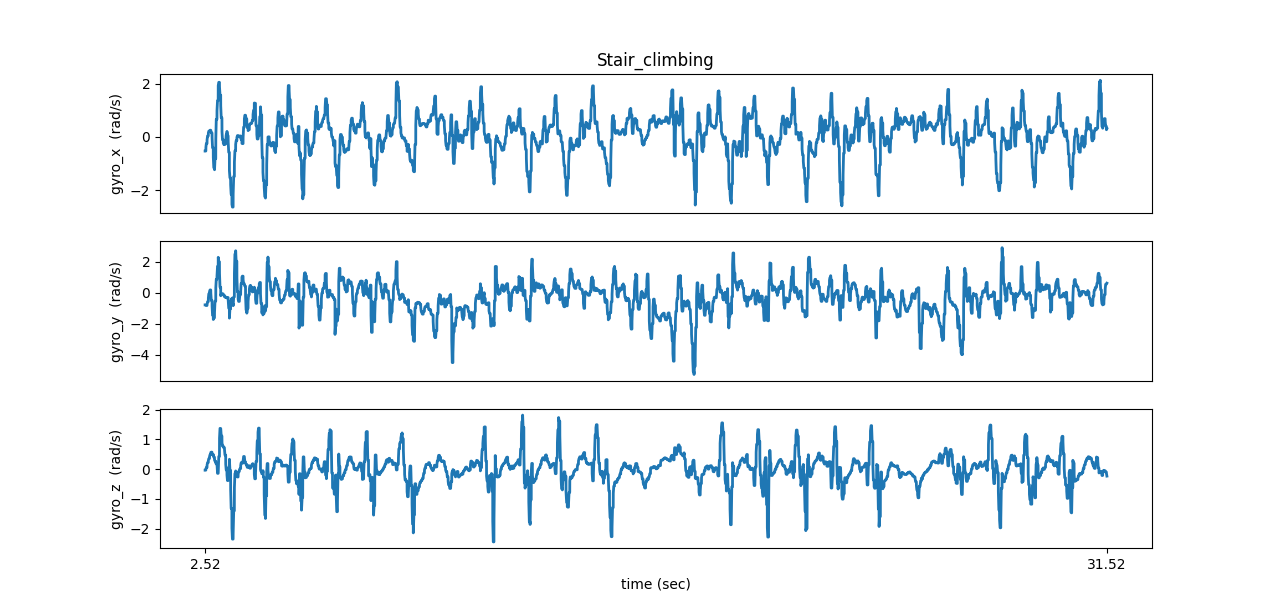 Stair_climbing
gyro_x (rad/s)
2
0
−2
gyro_y (rad/s)
2
0
−2
−4
gyro_z (rad/s)
2
1
0
−1
−2
2.52
31.52
time (sec)